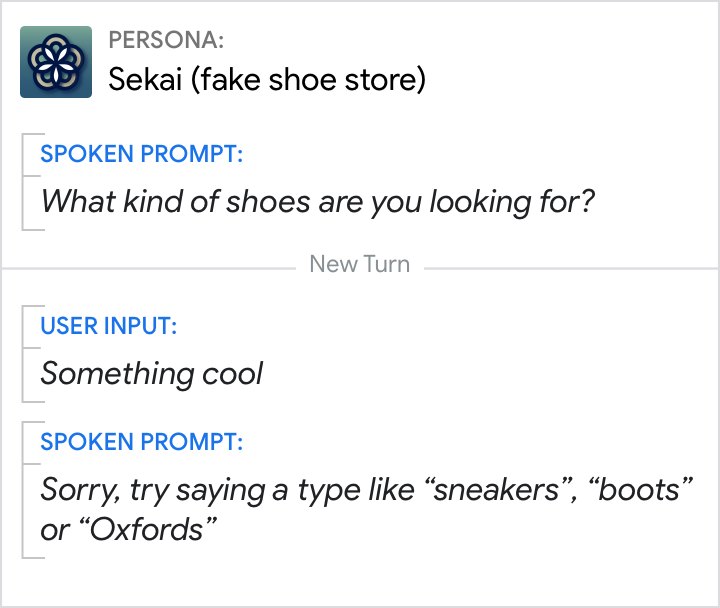 PERSONA:
Sekai (fake shoe store)
SPOKEN PROMPT:
What kind of shoes are you looking for?
New Turn
USER INPUT:
Something cool
SPOKEN PROMPT:
Sorry, try saying a type like “sneakers”, “boots”
or “Oxfords”